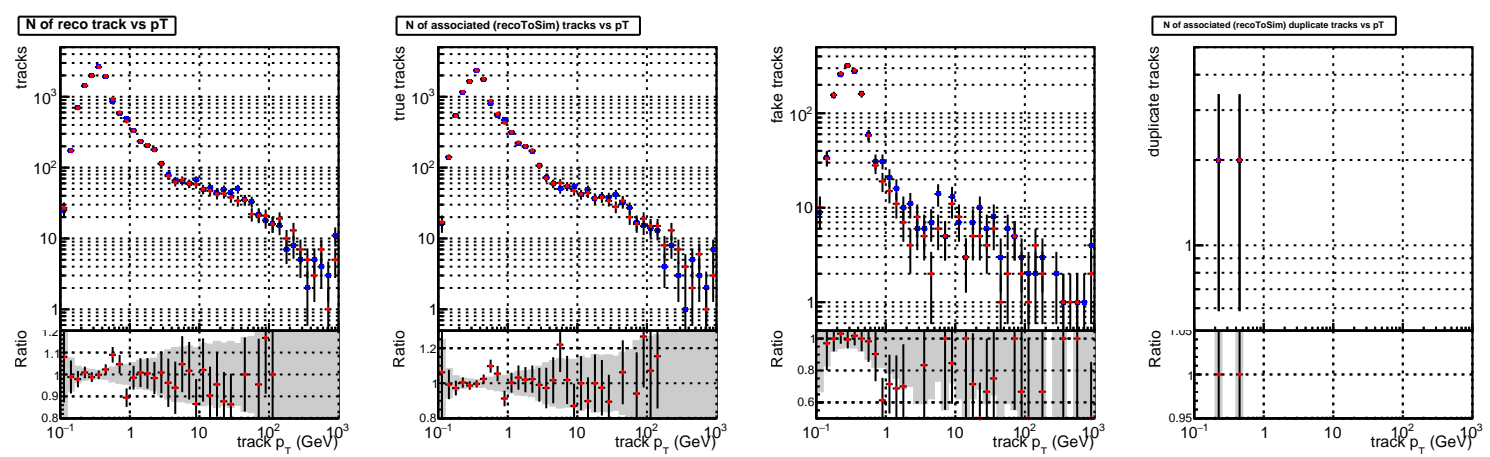 N of reco track vs pT
tracks
10³
10²
10
1
Ratio
1.2
1.1
1
0.9
0.8
10⁻¹ 1 10 10² 10³
track p_T (GeV)
N of associated (recoToSim) tracks vs pT
true tracks
10³
10²
10
1
Ratio
1.2
1
0.8
10⁻¹ 1 10 10² 10³
track p_T (GeV)
fake tracks
10²
10
1
Ratio
1
0.8
0.6
10⁻¹ 1 10 10² 10³
track p_T (GeV)
N of associated (recoToSim) duplicate tracks vs pT
duplicate tracks
1
Ratio
1.05
1
0.95
10⁻¹ 1 10 10² 10³
track p_T (GeV)